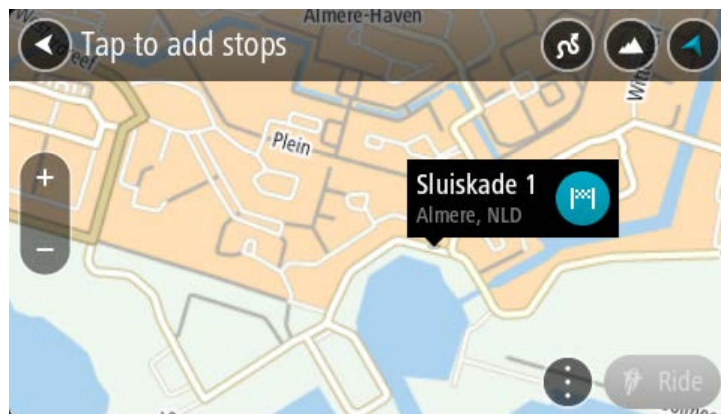 Almere-Haven
Tap to add stops
Plein
Sluiskade 1
Almere, NLD
+
−
Ride